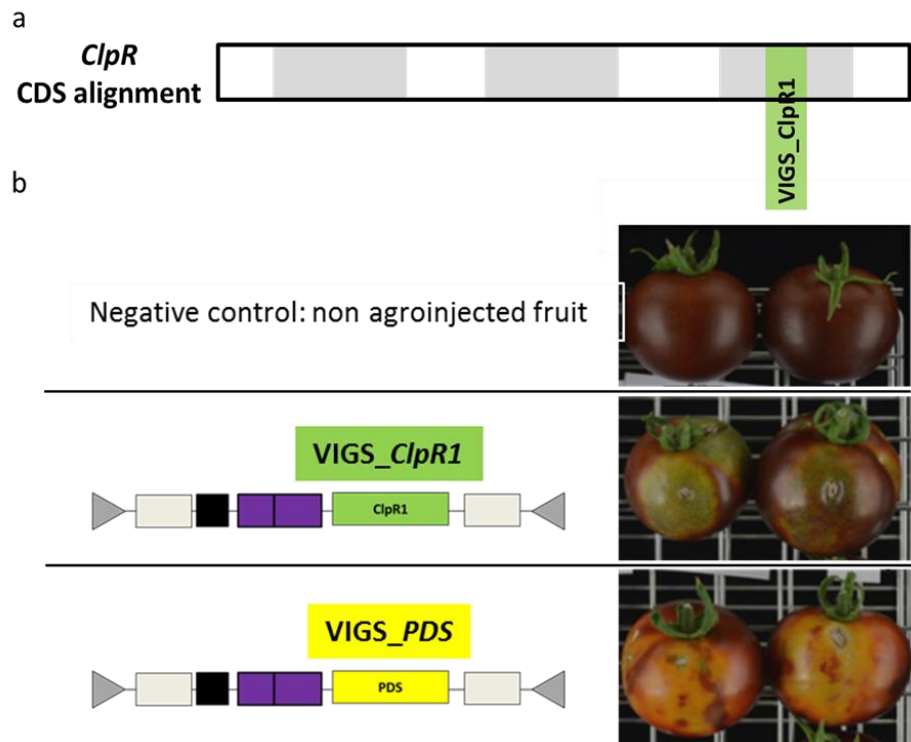 a
ClpR
CDS alignment
VIGS_ClpR1
b
Negative control: non agroinjected fruit
VIGS_ClpR1
ClpR1
VIGS_PDS
PDS